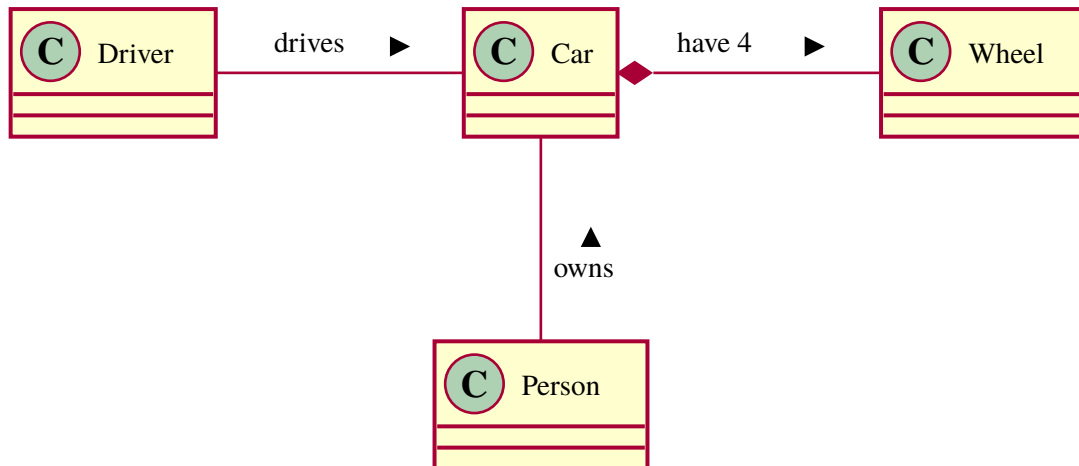 C Driver
drives ▶
C Car
have 4 ▶
C Wheel
▲
owns
C Person